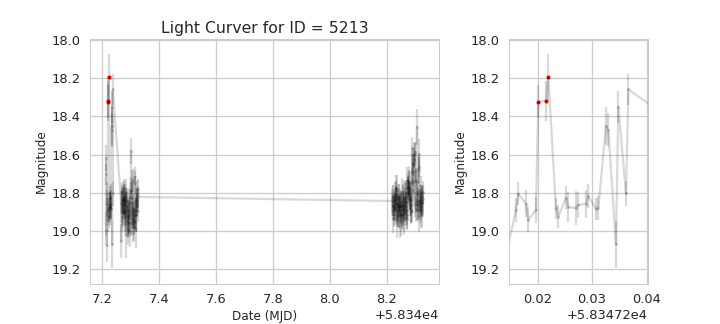 Light Curver for ID = 5213
Magnitude
18.0
18.2
18.4
18.6
18.8
19.0
19.2
7.2 7.4 7.6 7.8 8.0 8.2
Date (MJD)
+5.834e4
Magnitude
18.0
18.2
18.4
18.6
18.8
19.0
19.2
0.02 0.03 0.04
+5.83472e4